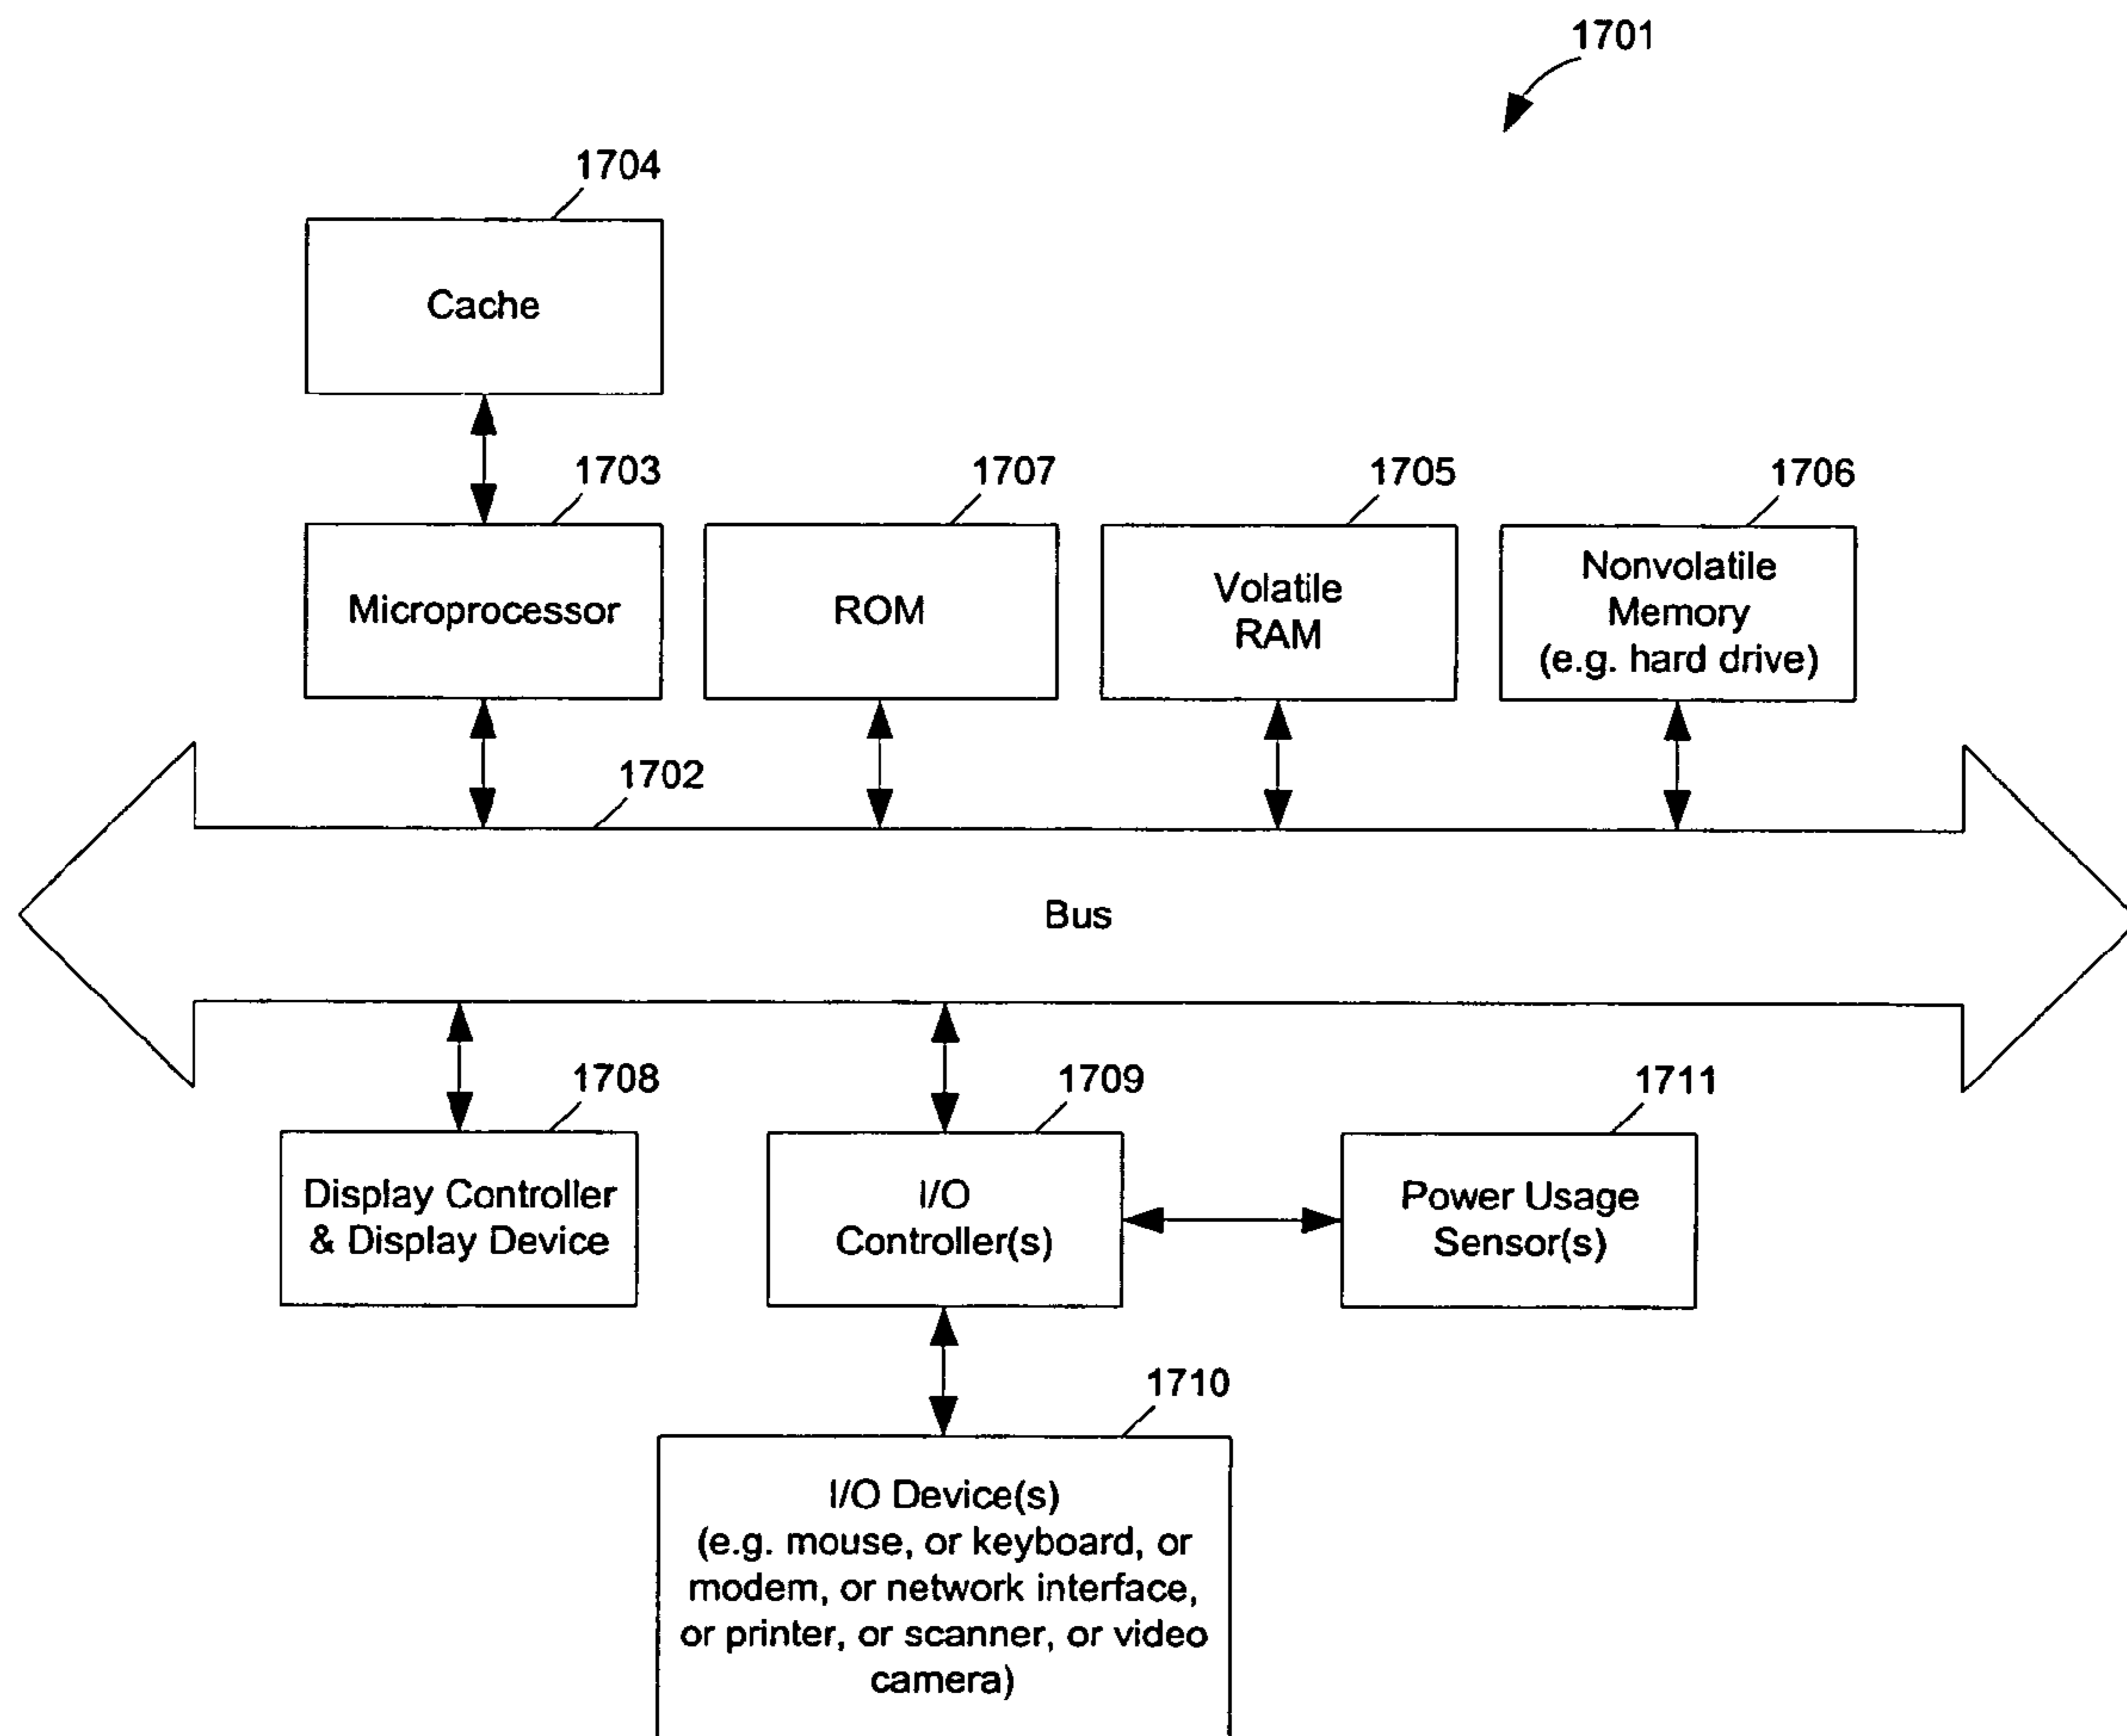 1701
1704
Cache
1703
1707
1705
1706
Microprocessor
ROM
Volatile
RAM
Nonvolatile
Memory
(e.g. hard drive)
1702
Bus
1708
1709
1711
Display Controller
& Display Device
I/O
Controller(s)
Power Usage
Sensor(s)
1710
I/O Device(s)
(e.g. mouse, or keyboard, or
modem, or network interface,
or printer, or scanner, or video
camera)